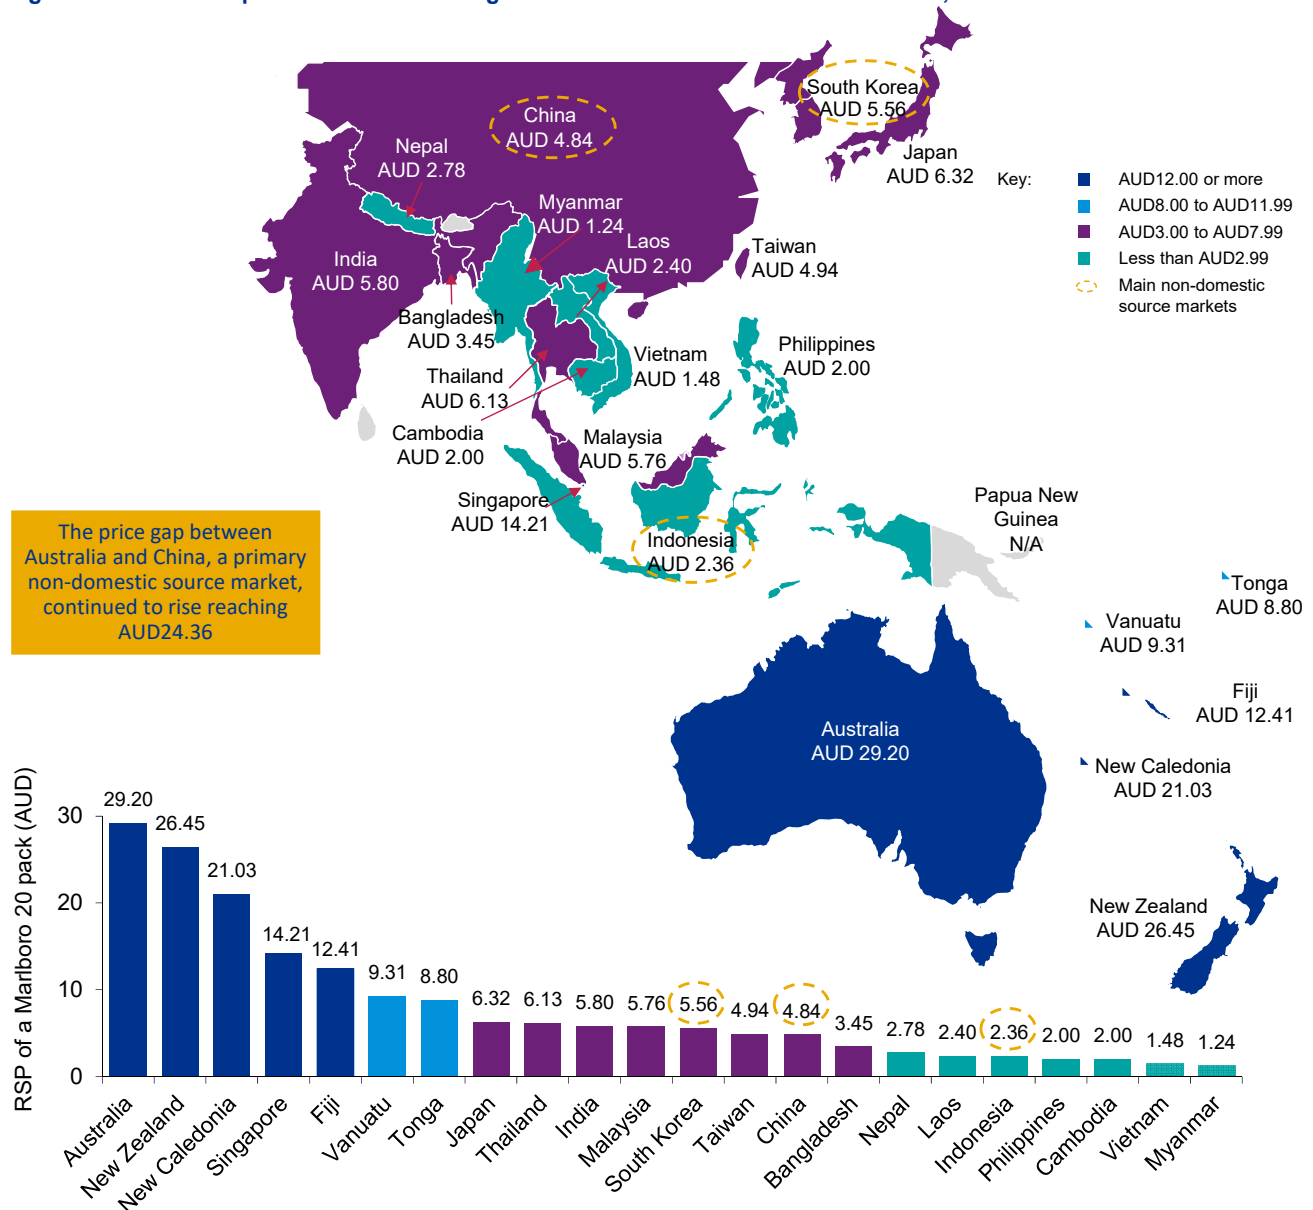 South Korea
AUD 5.56
China
AUD 4.84
Nepal
AUD 2.78
Japan
AUD 6.32
Key:
AUD12.00 or more
AUD8.00 to AUD11.99
AUD3.00 to AUD7.99
Less than AUD2.99
Main non-domestic
source markets
Myanmar
AUD 1.24
Laos
AUD 2.40
Taiwan
AUD 4.94
India
AUD 5.80
Bangladesh
AUD 3.45
Vietnam
AUD 1.48
Philippines
AUD 2.00
Thailand
AUD 6.13
Cambodia
AUD 2.00
Malaysia
AUD 5.76
Singapore
AUD 14.21
Indonesia
AUD 2.36
Papua New
Guinea
N/A
The price gap between
Australia and China, a primary
non-domestic source market,
continued to rise reaching
AUD24.36
Tonga
AUD 8.80
Vanuatu
AUD 9.31
Fiji
AUD 12.41
Australia
AUD 29.20
New Caledonia
AUD 21.03
New Zealand
AUD 26.45
RSP of a Marlboro 20 pack (AUD)
30
20
10
0
29.20
26.45
21.03
14.21
12.41
9.31
8.80
6.32
6.13
5.80
5.76
5.56
4.94
4.84
3.45
2.78
2.40
2.36
2.00
2.00
1.48
1.24
Australia
New Zealand
New Caledonia
Singapore
Fiji
Vanuatu
Tonga
Japan
Thailand
India
Malaysia
South Korea
Taiwan
China
Bangladesh
Nepal
Laos
Indonesia
Philippines
Cambodia
Vietnam
Myanmar